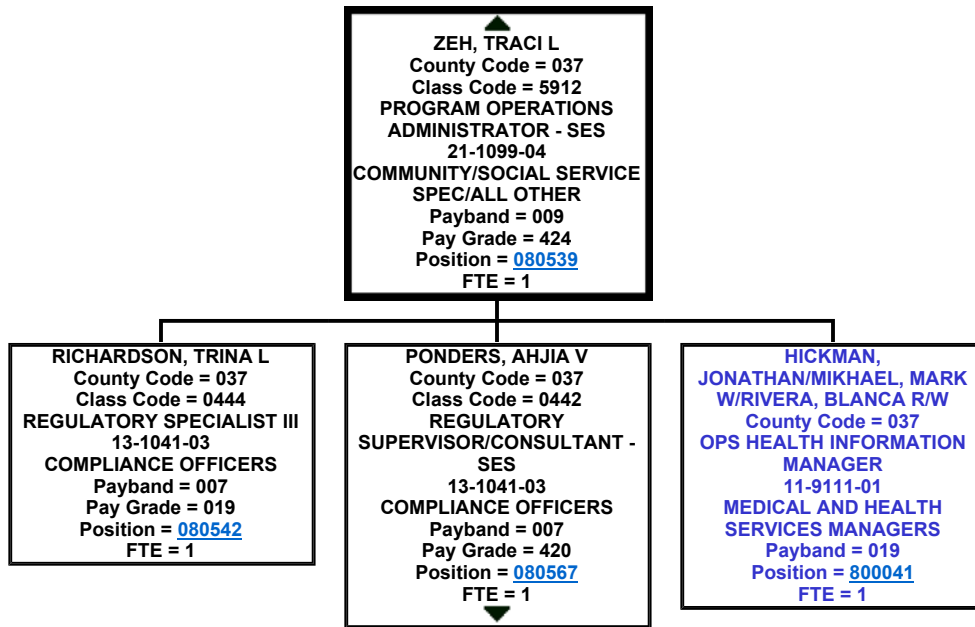 ZEH, TRACI L
County Code = 037
Class Code = 5912
PROGRAM OPERATIONS
ADMINISTRATOR - SES
21-1099-04
COMMUNITY/SOCIAL SERVICE
SPEC/ALL OTHER
Payband = 009
Pay Grade = 424
Position = 080539
FTE = 1
RICHARDSON, TRINA L
County Code = 037
Class Code = 0444
REGULATORY SPECIALIST III
13-1041-03
COMPLIANCE OFFICERS
Payband = 007
Pay Grade = 019
Position = 080542
FTE = 1
PONDERS, AHJIA V
County Code = 037
Class Code = 0442
REGULATORY
SUPERVISOR/CONSULTANT -
SES
13-1041-03
COMPLIANCE OFFICERS
Payband = 007
Pay Grade = 420
Position = 080567
FTE = 1
HICKMAN,
JONATHAN/MIKHAEL, MARK
W/RIVERA, BLANCA R/W
County Code = 037
OPS HEALTH INFORMATION
MANAGER
11-9111-01
MEDICAL AND HEALTH
SERVICES MANAGERS
Payband = 019
Position = 800041
FTE = 1